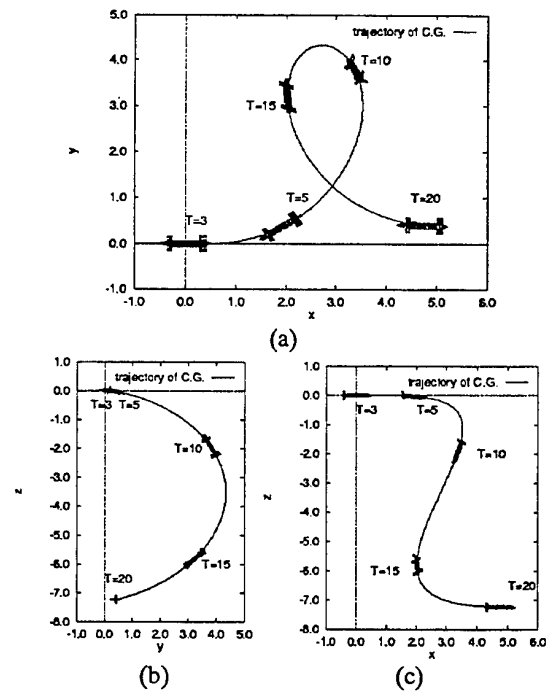 5.0
trajectory of C.G.
4.0
T=10
3.0
T=15
y
2.0
1.0
T=3
T=5
T=20
0.0
-1.0
-1.0 0.0 1.0 2.0 3.0 4.0 5.0 6.0
x
(a)
1.0
trajectory of C.G.
0.0
T=3 T=5
-1.0
-2.0
T=10
-3.0
z
-4.0
-5.0
T=15
-6.0
T=20
-7.0
-8.0
-1.0 0.0 1.0 2.0 3.0 4.0 5.0
y
(b)
1.0
trajectory of C.G.
0.0
T=3
T=5
-1.0
-2.0
T=10
-3.0
z
-4.0
-5.0
-6.0
T=15
-7.0
T=20
-8.0
-1.0 0.0 1.0 2.0 3.0 4.0 5.0 6.0
x
(c)